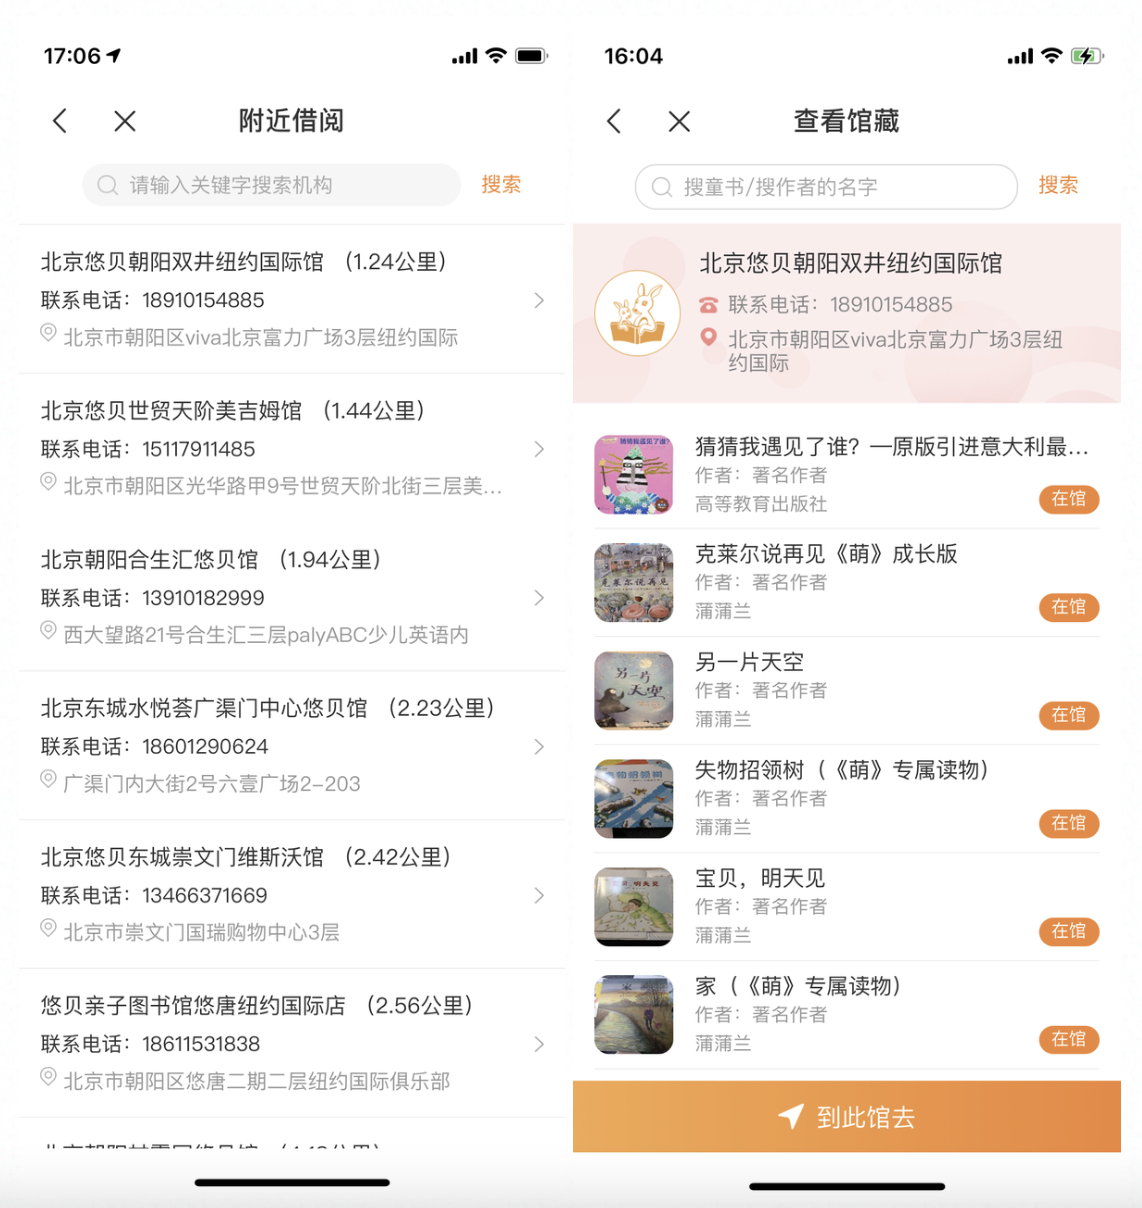 17:06
附近借阅
请输入关键字搜索机构
搜索
北京悠贝朝阳双井纽约国际馆 （1.24公里）
联系电话：18910154885
北京市朝阳区viva北京富力广场3层纽约国际
北京悠贝世贸天阶美吉姆馆 （1.44公里）
联系电话：15117911485
北京市朝阳区光华路甲9号世贸天阶北街三层美...
北京朝阳合生汇悠贝馆 （1.94公里）
联系电话：13910182999
西大望路21号合生汇三层palyABC少儿英语内
北京东城水悦荟广渠门中心悠贝馆 （2.23公里）
联系电话：18601290624
广渠门内大街2号六壹广场2-203
北京悠贝东城崇文门维斯沃馆 （2.42公里）
联系电话：13466371669
北京市崇文门国瑞购物中心3层
悠贝亲子图书馆悠唐纽约国际店 （2.56公里）
联系电话：18611531838
北京市朝阳区悠唐二期二层纽约国际俱乐部
16:04
查看馆藏
搜童书/搜作者的名字
搜索
北京悠贝朝阳双井纽约国际馆
联系电话：18910154885
北京市朝阳区viva北京富力广场3层纽
约国际
猜猜我遇见了谁？—原版引进意大利最...
作者：著名作者
高等教育出版社
在馆
克莱尔说再见
克莱尔说再见《萌》成长版
作者：著名作者
蒲蒲兰
在馆
另一片
天空
另一片天空
作者：著名作者
蒲蒲兰
在馆
失物招领树（《萌》专属读物）
作者：著名作者
蒲蒲兰
在馆
宝贝，明天见
作者：著名作者
蒲蒲兰
在馆
家
家（《萌》专属读物）
作者：著名作者
蒲蒲兰
在馆
到此馆去